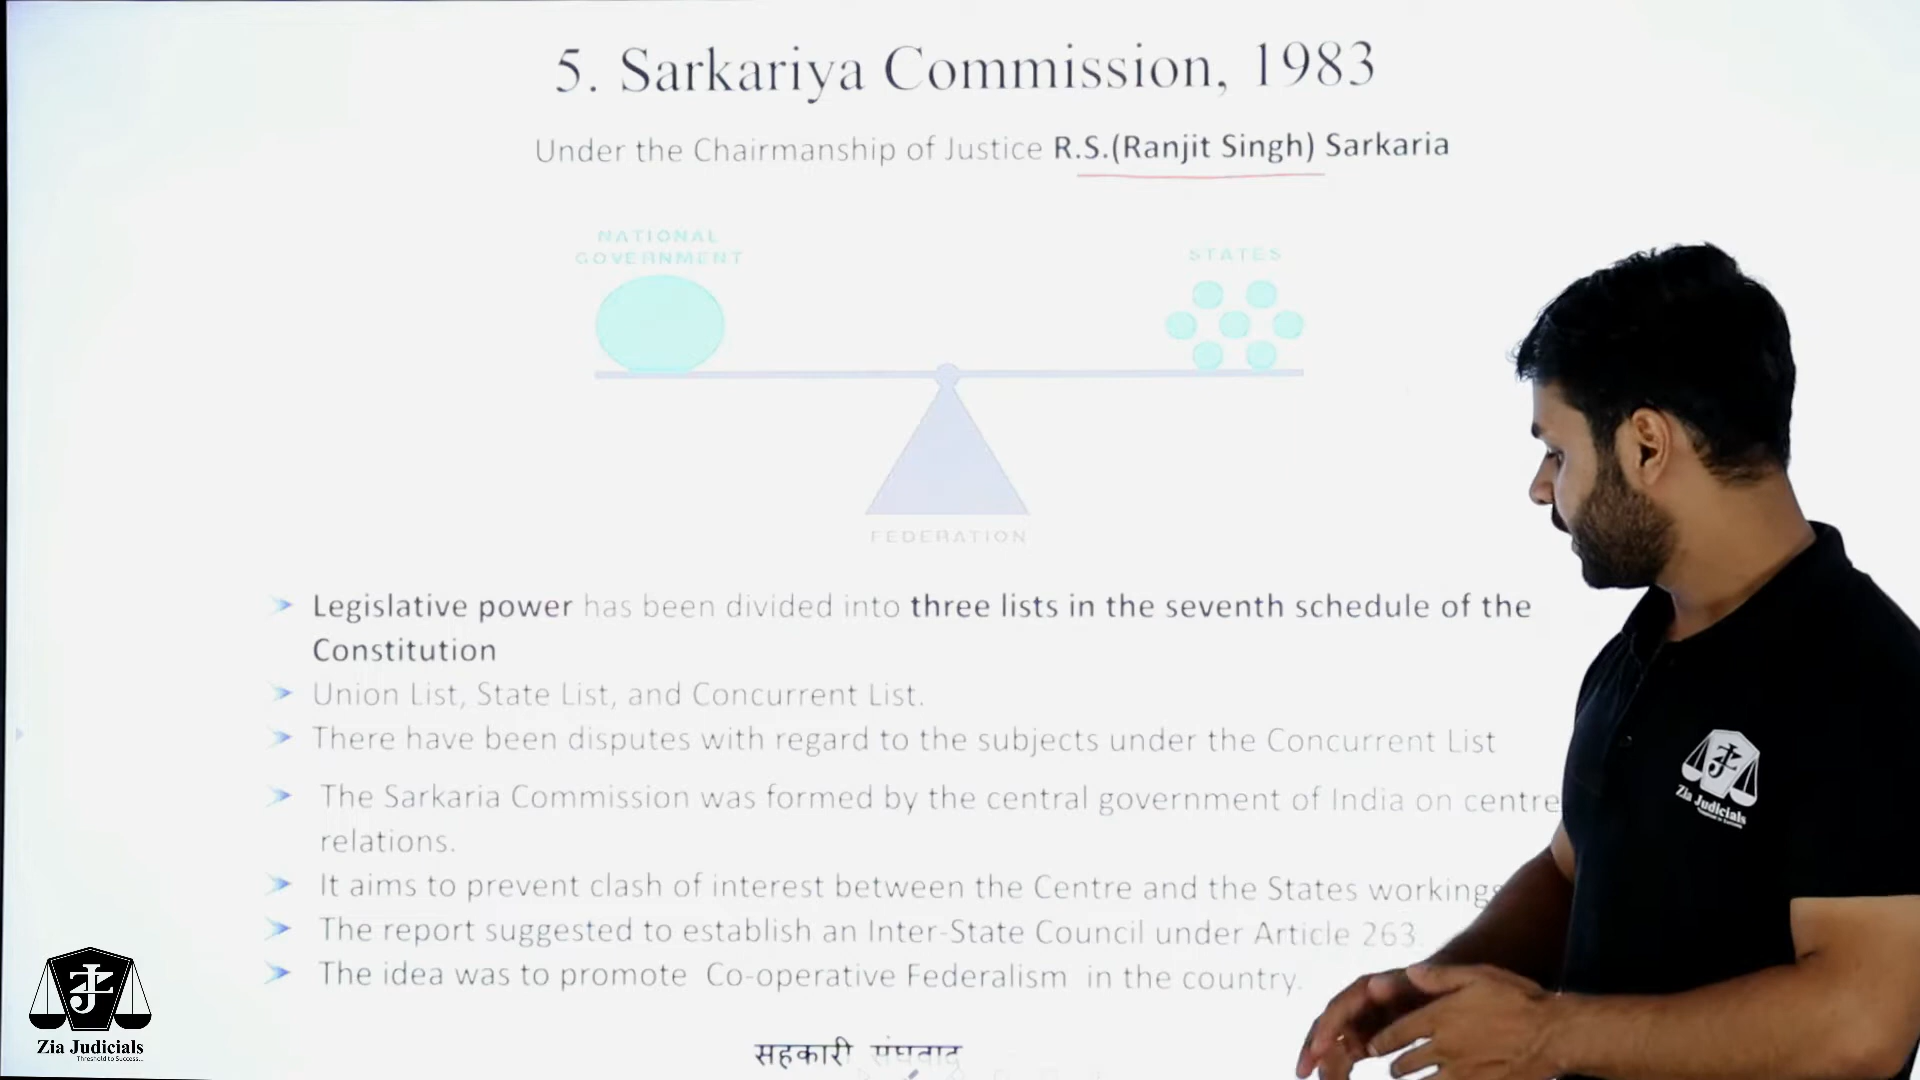 5. Sarkariya Commission, 1983
Under the Chairmanship of Justice R.S.(Ranjit Singh) Sarkaria
NATIONAL
GOVERNMENT
STATES
FEDERATION
Legislative power has been divided into three lists in the seventh schedule of the
Constitution
Union List, State List, and Concurrent List.
There have been disputes with regard to the subjects under the Concurrent List
The Sarkaria Commission was formed by the central government of India on centre
relations.
It aims to prevent clash of interest between the Centre and the States workings
The report suggested to establish an Inter-State Council under Article 263.
The idea was to promote Co-operative Federalism in the country.
सहकारी संघवाद
Zia Judicials
Threshold to Success...
Zia Judicials